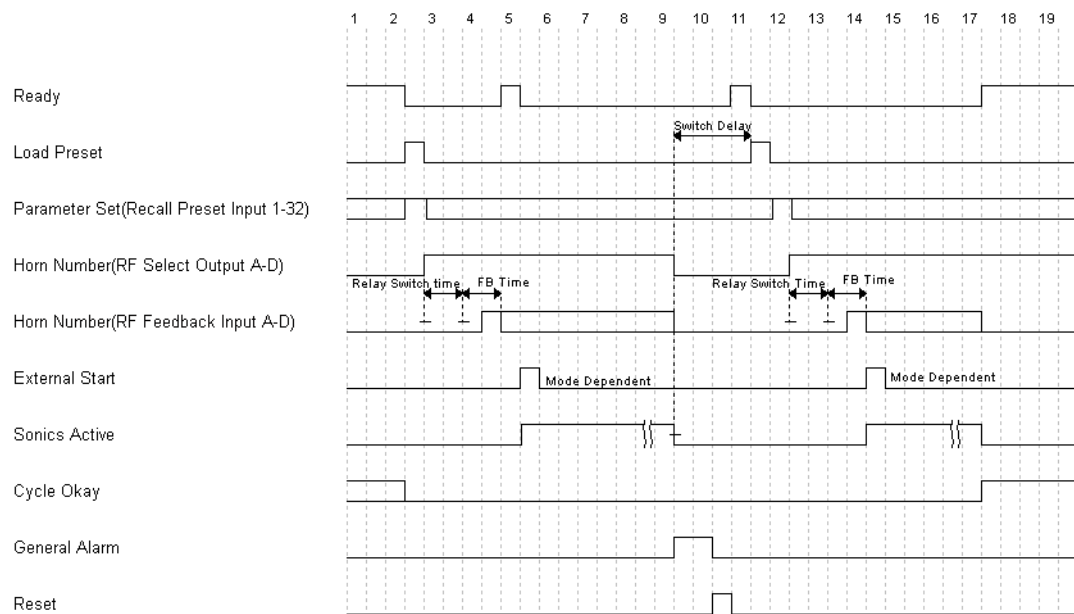 1 2 3 4 5 6 7 8 9 10 11 12 13 14 15 16 17 18 19
Ready
Switch Delay
Load Preset
Parameter Set(Recall Preset Input 1-32)
Horn Number(RF Select Output A-D)
Relay Switch time FB Time Relay Switch Time FB Time
Horn Number(RF Feedback Input A-D)
External Start
Mode Dependent Mode Dependent
Sonics Active
Cycle Okay
General Alarm
Reset